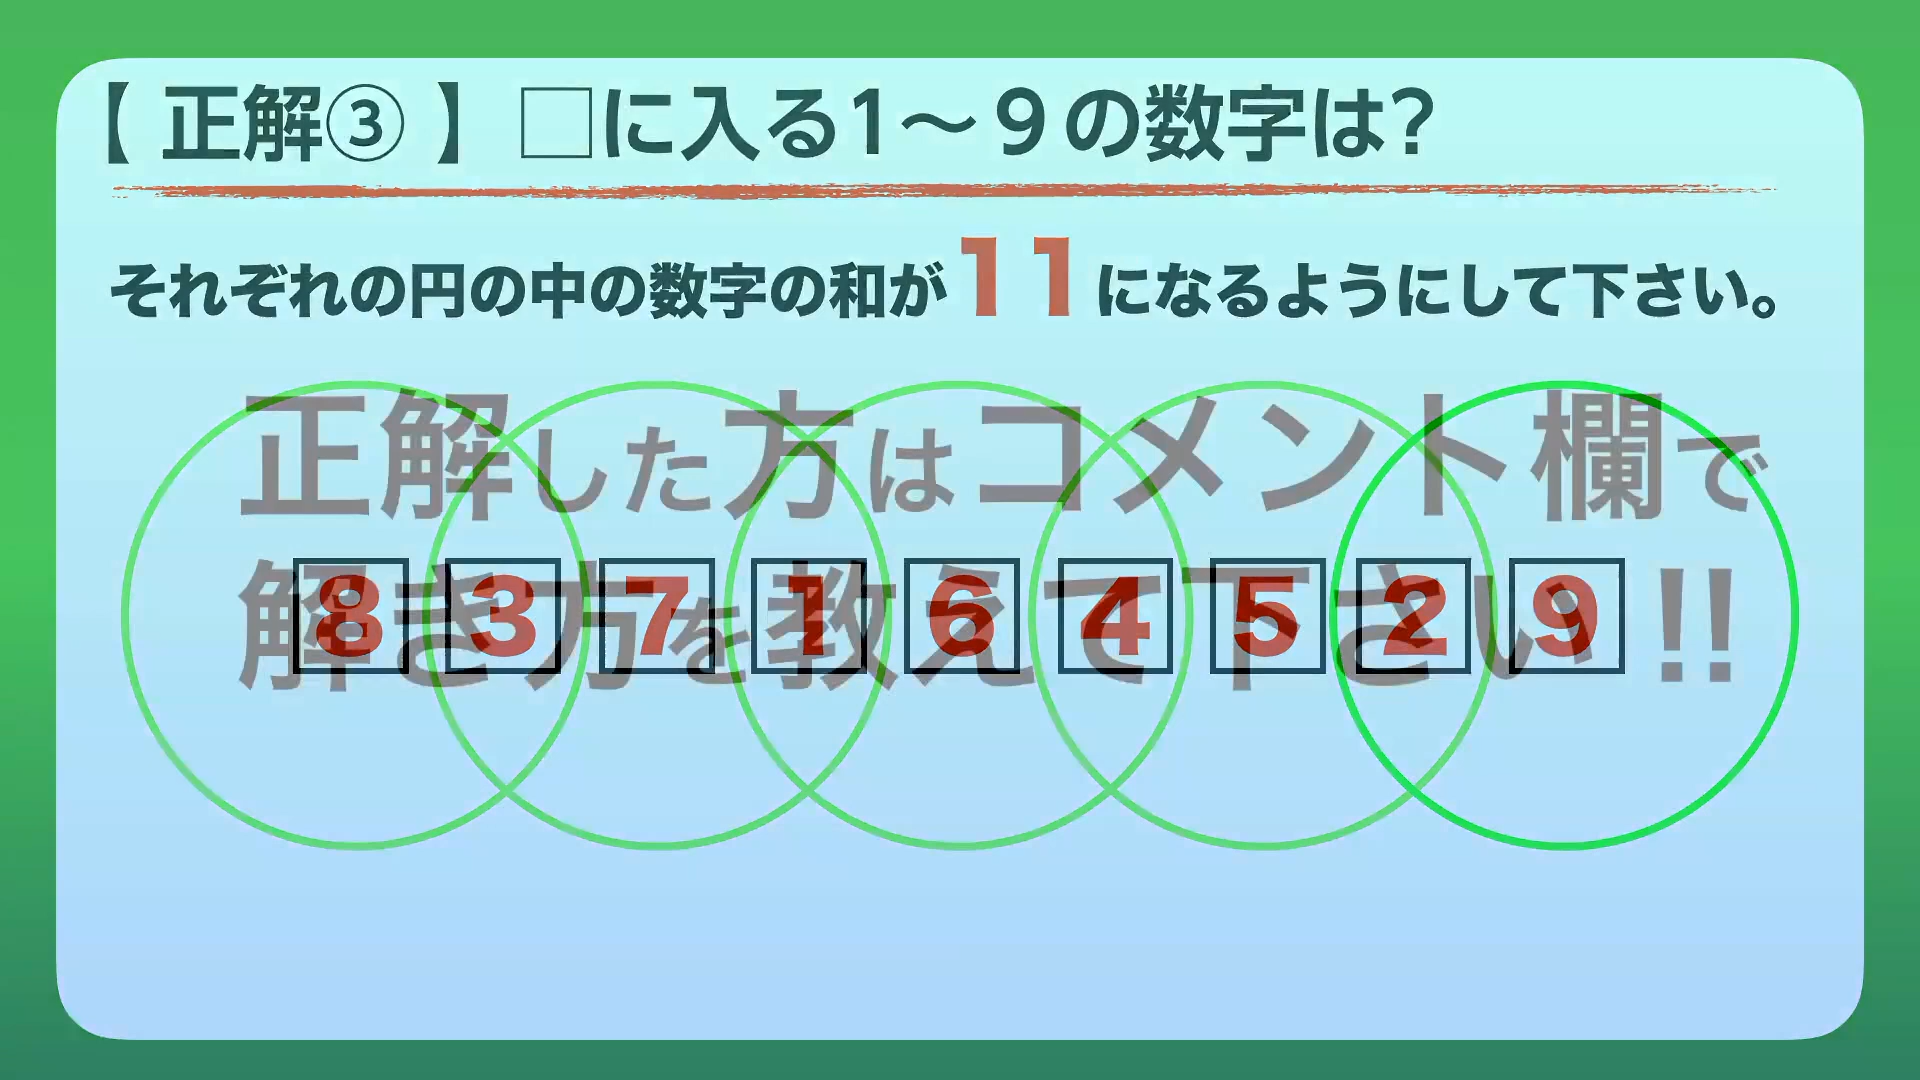 【 正解③ 】 □に入る1〜９の数字は?
それぞれの円の中の数字の和が11になるようにして下さい。
正解した方はコメント欄で
解き方を教えて下さい!!
8 3 7 1 6 4 5 2 9